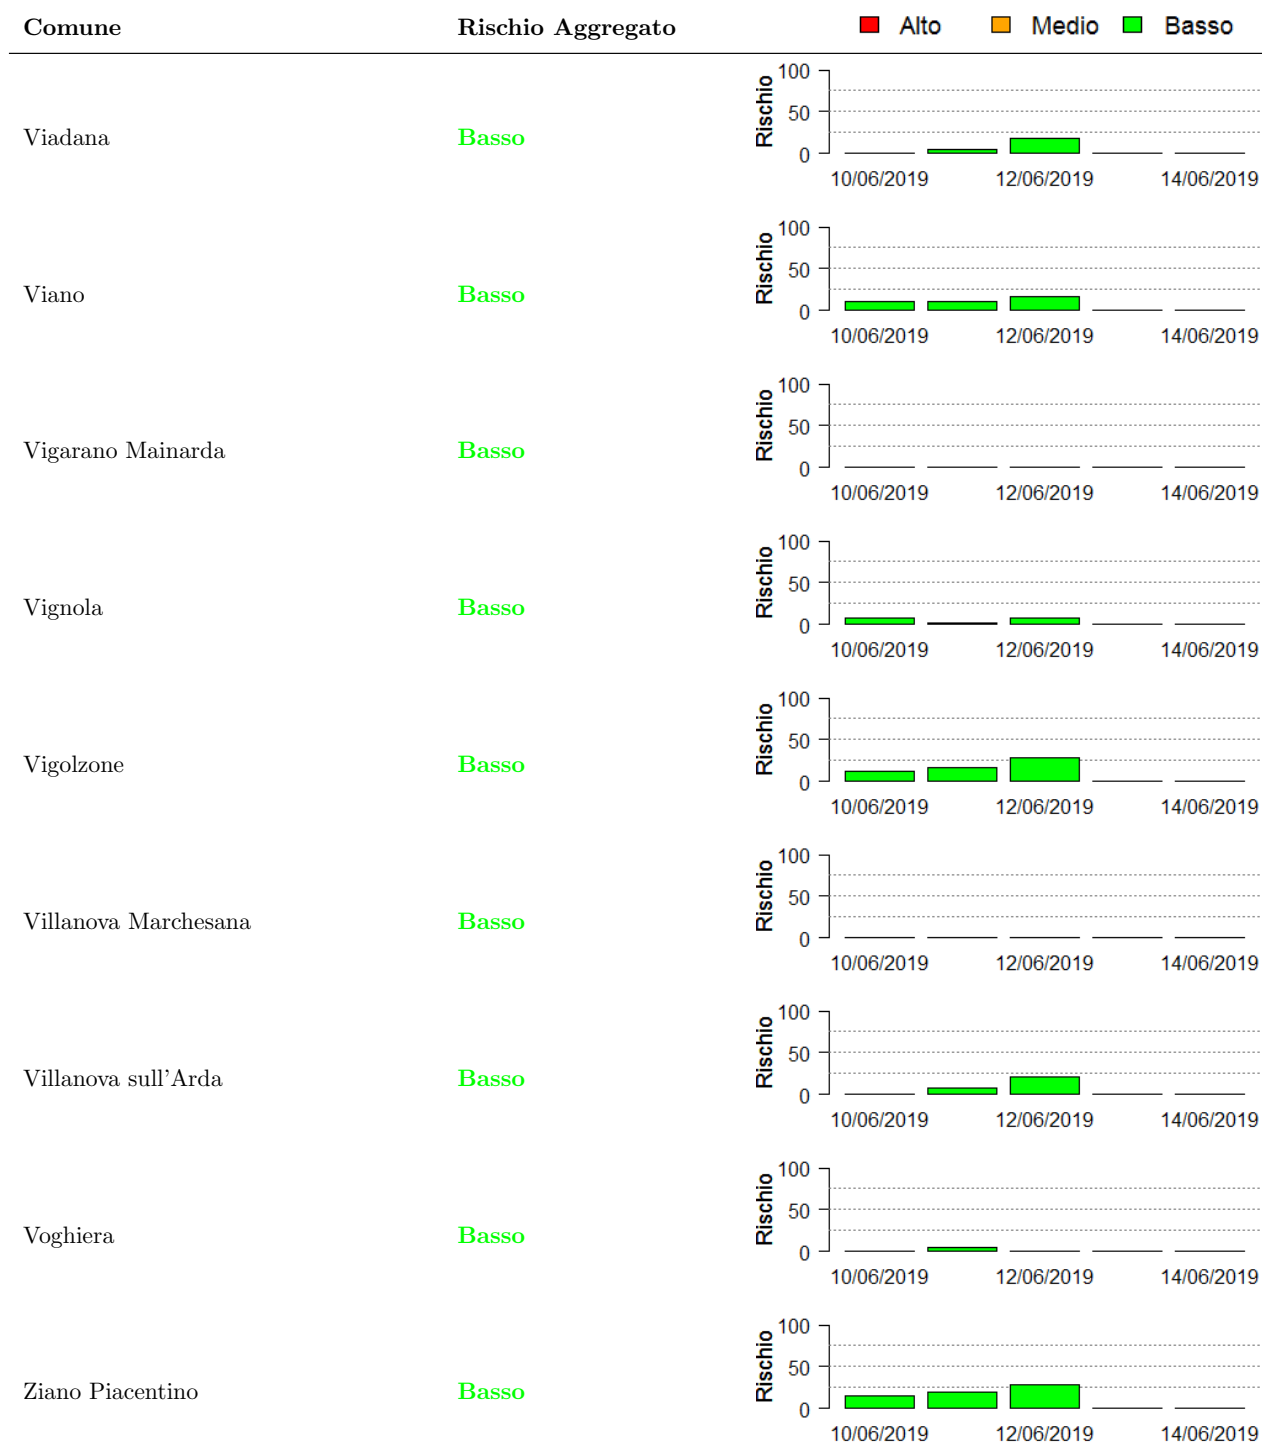 Comune Rischio Aggregato Alto Medio Basso
Viadana Basso Rischio 100 50 0
10/06/2019 12/06/2019 14/06/2019
Viano Basso Rischio 100 50 0
10/06/2019 12/06/2019 14/06/2019
Vigarano Mainarda Basso Rischio 100 50 0
10/06/2019 12/06/2019 14/06/2019
Vignola Basso Rischio 100 50 0
10/06/2019 12/06/2019 14/06/2019
Vigolzone Basso Rischio 100 50 0
10/06/2019 12/06/2019 14/06/2019
Villanova Marchesana Basso Rischio 100 50 0
10/06/2019 12/06/2019 14/06/2019
Villanova sull'Arda Basso Rischio 100 50 0
10/06/2019 12/06/2019 14/06/2019
Voghiera Basso Rischio 100 50 0
10/06/2019 12/06/2019 14/06/2019
Ziano Piacentino Basso Rischio 100 50 0
10/06/2019 12/06/2019 14/06/2019